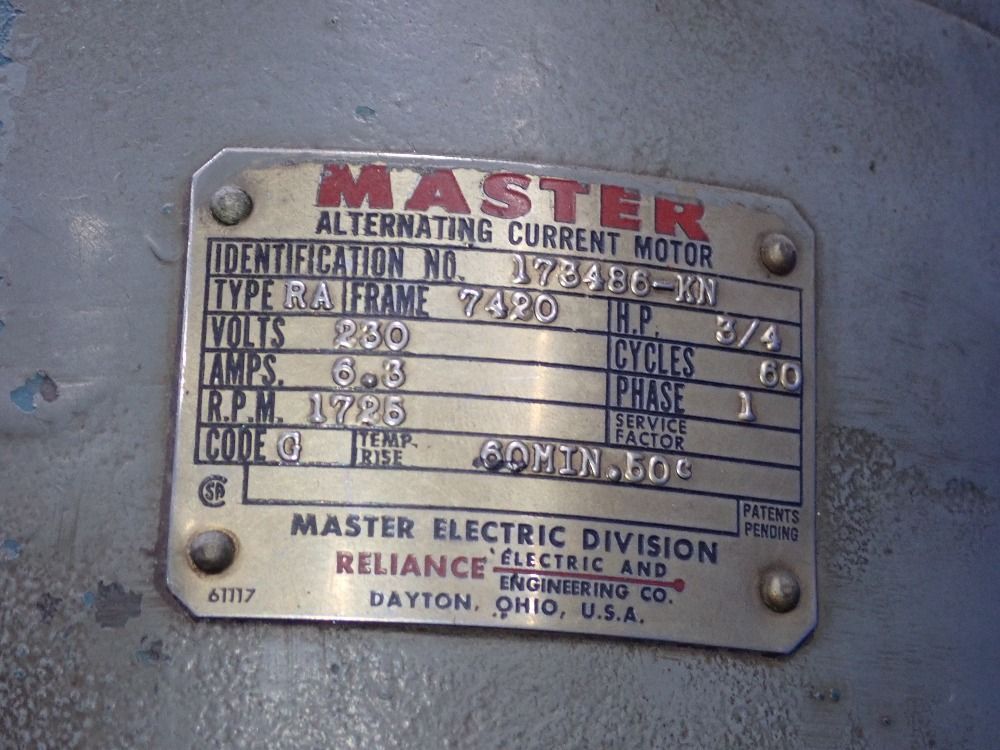 MASTER
ALTERNATING CURRENT MOTOR
IDENTIFICATION NO. 173486-KN
TYPE RA FRAME 7420 H.P. 3/4
VOLTS 230 CYCLES 60
AMPS. 6.3 PHASE 1
R.P.M. 1725 SERVICE FACTOR
CODE G TEMP. RISE 60MIN.50°
CSA PATENTS PENDING
MASTER ELECTRIC DIVISION
RELIANCE ELECTRIC AND
ENGINEERING CO.
61117 DAYTON, OHIO, U.S.A.